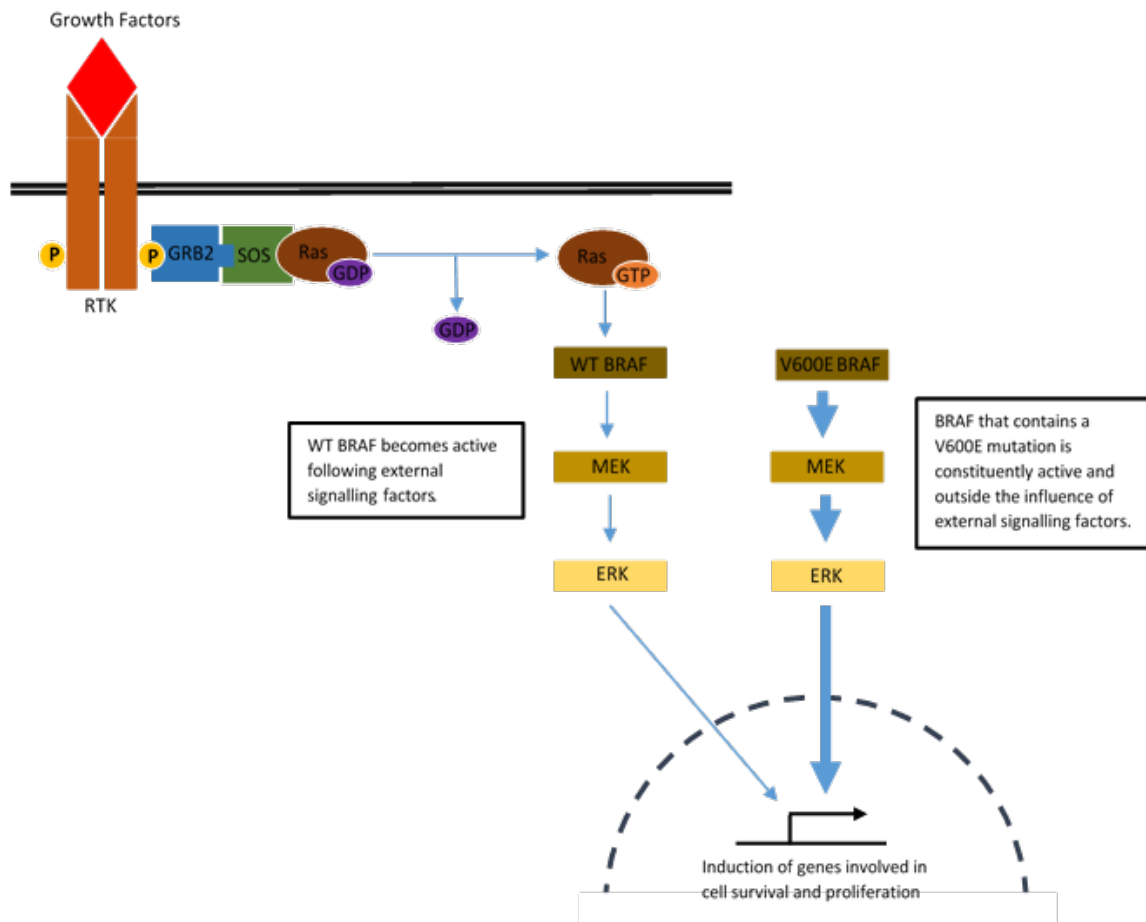 Growth Factors
P
P
GRB2
SOS
Ras
GDP
Ras
GTP
RTK
GDP
WT BRAF
V600E BRAF
WT BRAF becomes active
following external
signalling factors.
BRAF that contains a
V600E mutation is
constituently active and
outside the influence of
external signalling factors.
MEK
MEK
ERK
ERK
Induction of genes involved in
cell survival and proliferation